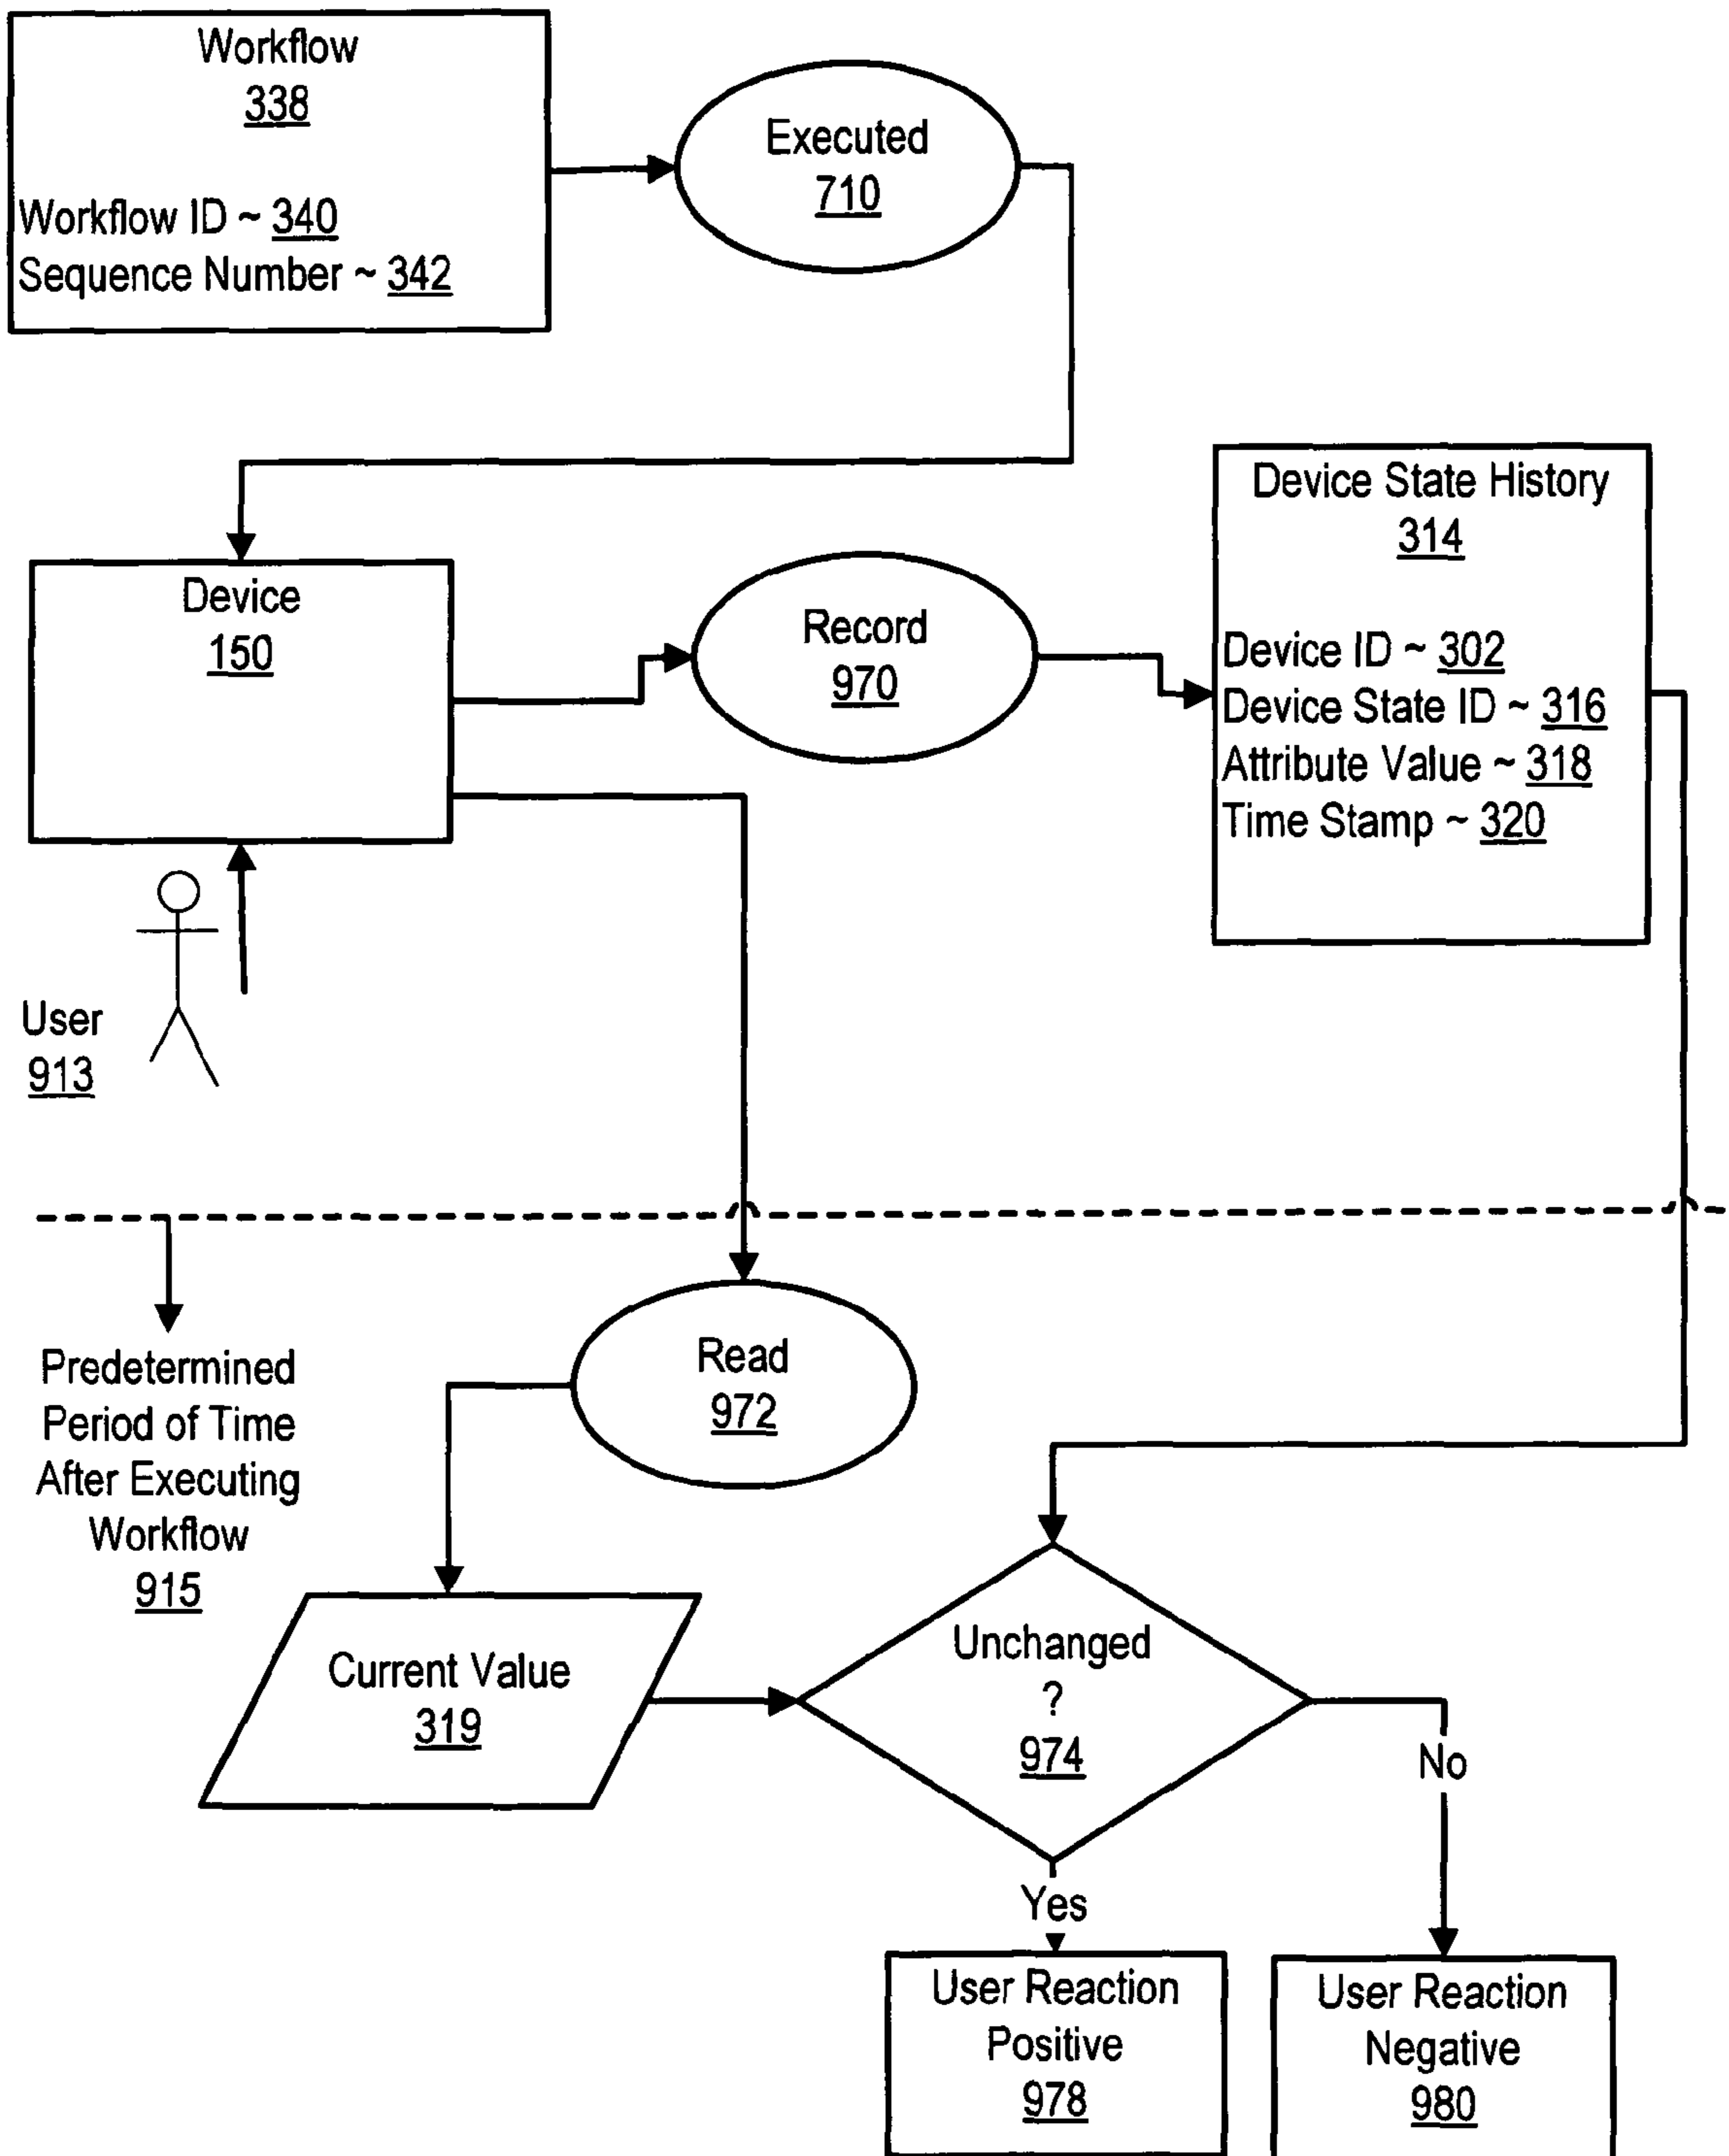 Workflow
338
Workflow ID ~ 340
Sequence Number ~ 342
Executed
710
Device State History
314
Device ID ~ 302
Device State ID ~ 316
Attribute Value ~ 318
Time Stamp ~ 320
Device
150
Record
970
User
913
Predetermined
Period of Time
After Executing
Workflow
915
Read
972
Current Value
319
Unchanged
?
974
No
Yes
User Reaction
Positive
978
User Reaction
Negative
980